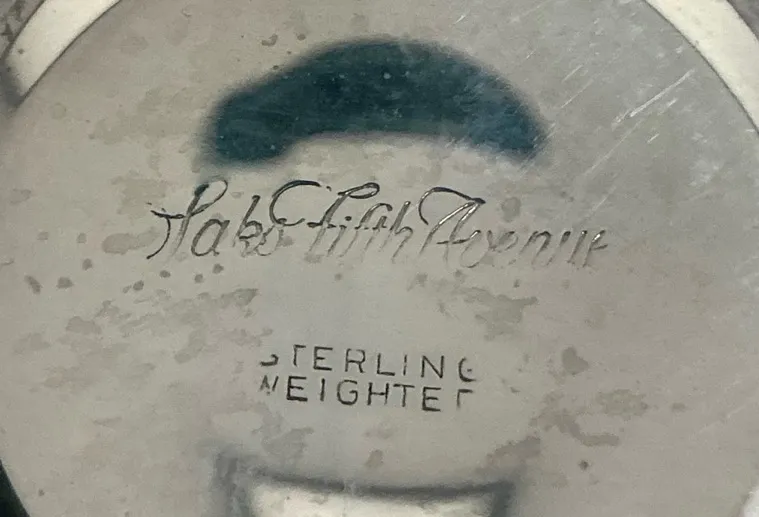 Saks Fifth Avenue
STERLING
WEIGHTED